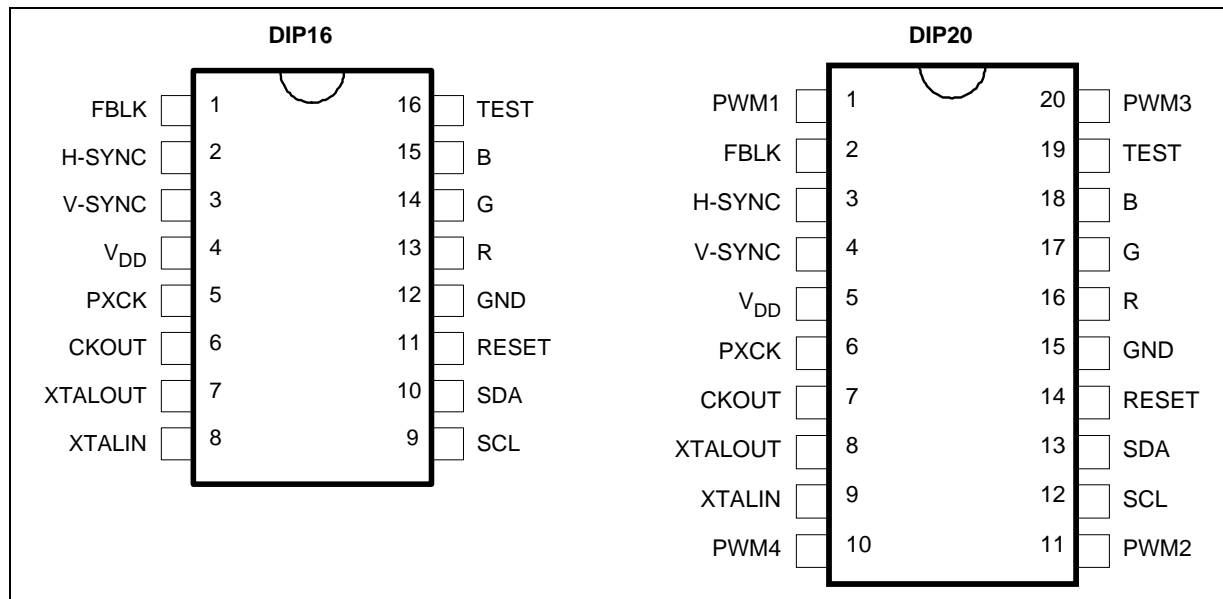 DIP16
FBLK 1 16 TEST
H-SYNC 2 15 B
V-SYNC 3 14 G
VDD 4 13 R
PXCK 5 12 GND
CKOUT 6 11 RESET
XTALOUT 7 10 SDA
XTALIN 8 9 SCL
DIP20
PWM1 1 20 PWM3
FBLK 2 19 TEST
H-SYNC 3 18 B
V-SYNC 4 17 G
VDD 5 16 R
PXCK 6 15 GND
CKOUT 7 14 RESET
XTALOUT 8 13 SDA
XTALIN 9 12 SCL
PWM4 10 11 PWM2